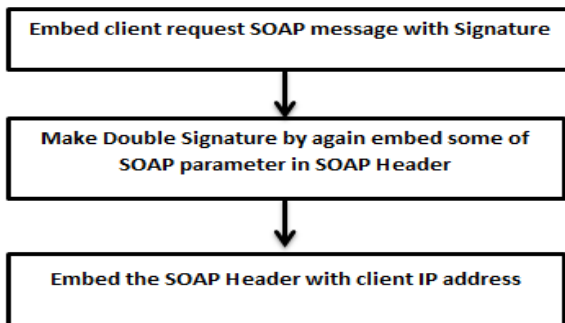 Embed client request SOAP message with Signature
Make Double Signature by again embed some of
SOAP parameter in SOAP Header
Embed the SOAP Header with client IP address